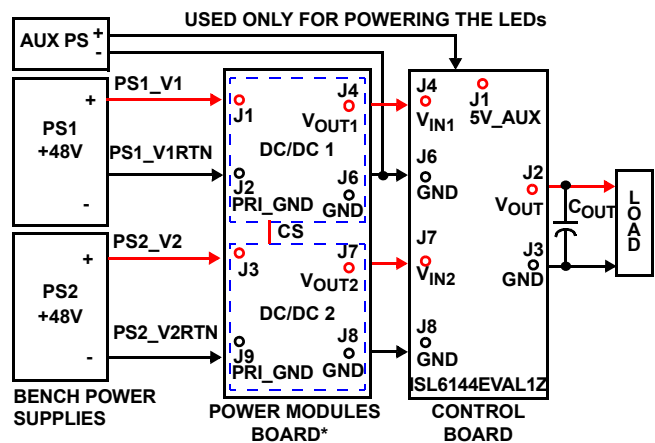 USED ONLY FOR POWERING THE LEDs
AUX PS
+
-
PS1_V1
+
PS1
+48V
-
PS1_V1RTN
J1
J4
VOUT1
DC/DC 1
J2
PRI_GND
J6
GND
CS
PS2_V2
+
PS2
+48V
-
PS2_V2RTN
J3
J7
VOUT2
DC/DC 2
J9
PRI_GND
J8
GND
J4
VIN1
J1
5V_AUX
J6
GND
J2
VOUT
J7
VIN2
J3
GND
J8
GND
ISL6144EVAL1Z
COUT
LOAD
BENCH POWER
SUPPLIES
POWER MODULES
BOARD*
CONTROL
BOARD